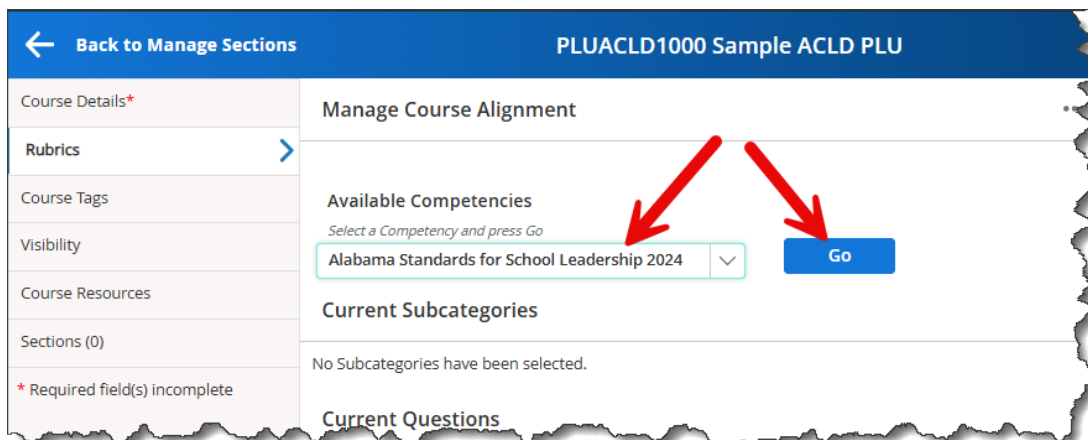 Back to Manage Sections
PLUACLD1000 Sample ACLD PLU
Course Details*
Rubrics
Course Tags
Visibility
Course Resources
Sections (0)
* Required field(s) incomplete
Manage Course Alignment
Available Competencies
Select a Competency and press Go
Alabama Standards for School Leadership 2024
Go
Current Subcategories
No Subcategories have been selected.
Current Questions